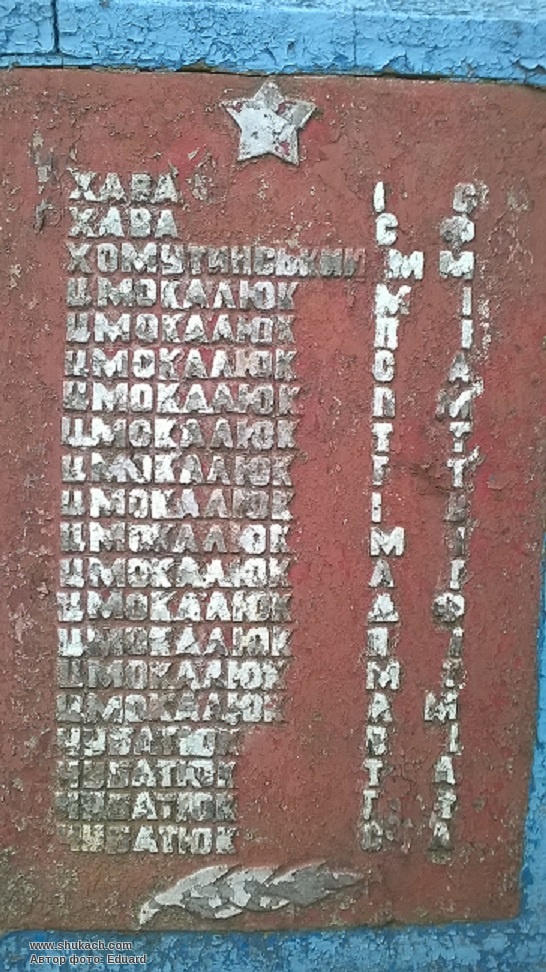 ХАВА І С
ХАВА С Ф
ХОМУТИНСЬКИЙ М М
ЦМОКАЛЮК М І
ЦМОКАЛЮК П І
ЦМОКАЛЮК С А
ЦМОКАЛЮК П М
ЦМОКАЛЮК Т Т
ЦМОКАЛЮК Г Т
ЦМОКАЛЮК І
ЦМОКАЛЮК М І
ЦМОКАЛЮК А Г
ЦМОКАЛЮК Д Ф
ЦМОКАЛЮК І
ЦМОКАЛЮК М
ЦМОКАЛЮК А М
ЧУБАТЮК І
ЧУБАТЮК Т А
ЧУБАТЮК Т Т
ЧУБАТЮК А
www.shukach.com
Автор фото: Eduard